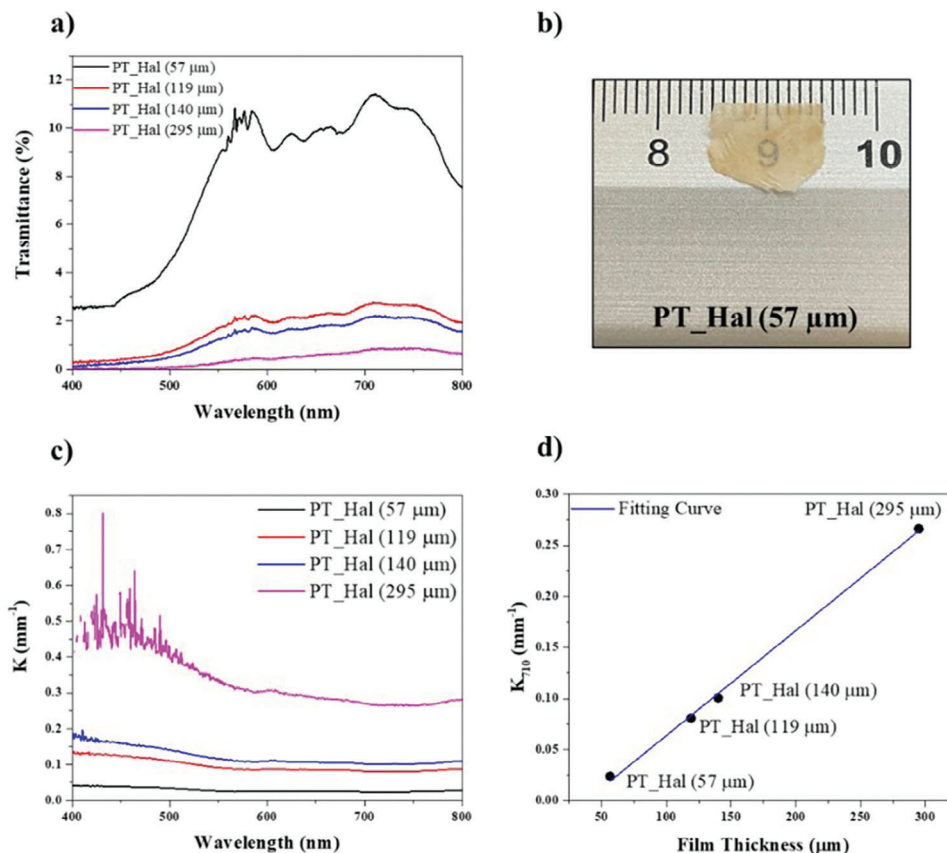 a)
PT_Hal (57 μm)
PT_Hal (119 μm)
PT_Hal (140 μm)
PT_Hal (295 μm)
12
10
8
6
4
2
0
Trasmittance (%)
400
500
600
700
800
Wavelength (nm)
b)
8 9 10
PT_Hal (57 μm)
c)
PT_Hal (57 μm)
PT_Hal (119 μm)
PT_Hal (140 μm)
PT_Hal (295 μm)
0.8
0.7
0.6
0.5
0.4
0.3
0.2
0.1
0.0
K (mm⁻¹)
400
500
600
700
800
Wavelength (nm)
d)
Fitting Curve
PT_Hal (295 μm)
PT_Hal (140 μm)
PT_Hal (119 μm)
PT_Hal (57 μm)
0.30
0.25
0.20
0.15
0.10
0.05
0.00
K₇₁₀ (mm⁻¹)
50
100
150
200
250
300
Film Thickness (μm)